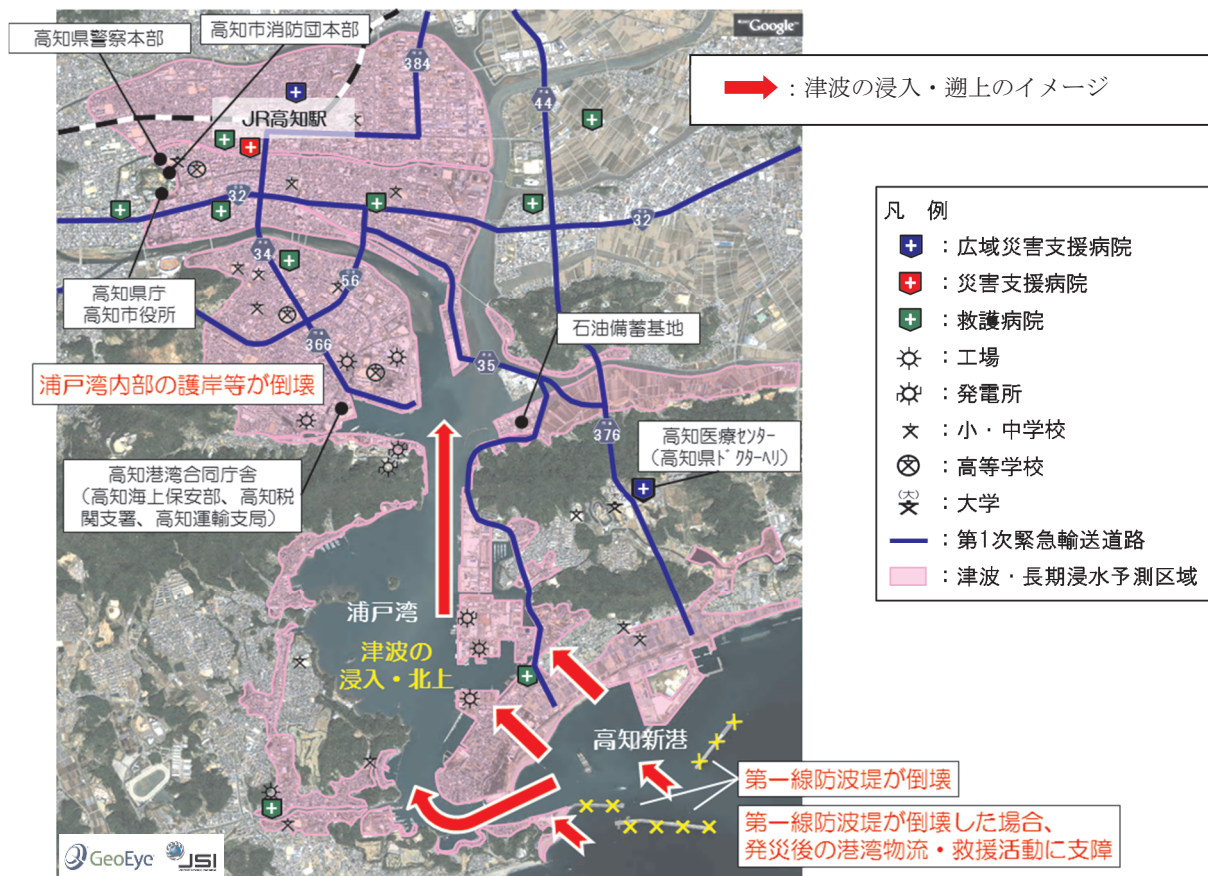 高知県警察本部
高知市消防団本部
Google
384
44
：津波の浸入・遡上のイメージ
JR高知駅
32
32
凡 例
：広域災害支援病院
：災害支援病院
：救護病院
：工場
：発電所
：小・中学校
：高等学校
(大)
：大学
：第1次緊急輸送道路
：津波・長期浸水予測区域
34
56
高知県庁
高知市役所
石油備蓄基地
366
35
浦戸湾内部の護岸等が倒壊
376
高知医療センター
（高知県ドクターヘリ）
高知港湾合同庁舎
（高知海上保安部、高知税
関支署、高知運輸支局）
浦戸湾
津波の
浸入・北上
高知新港
第一線防波堤が倒壊
第一線防波堤が倒壊した場合、
発災後の港湾物流・救援活動に支障
GeoEye
JSI